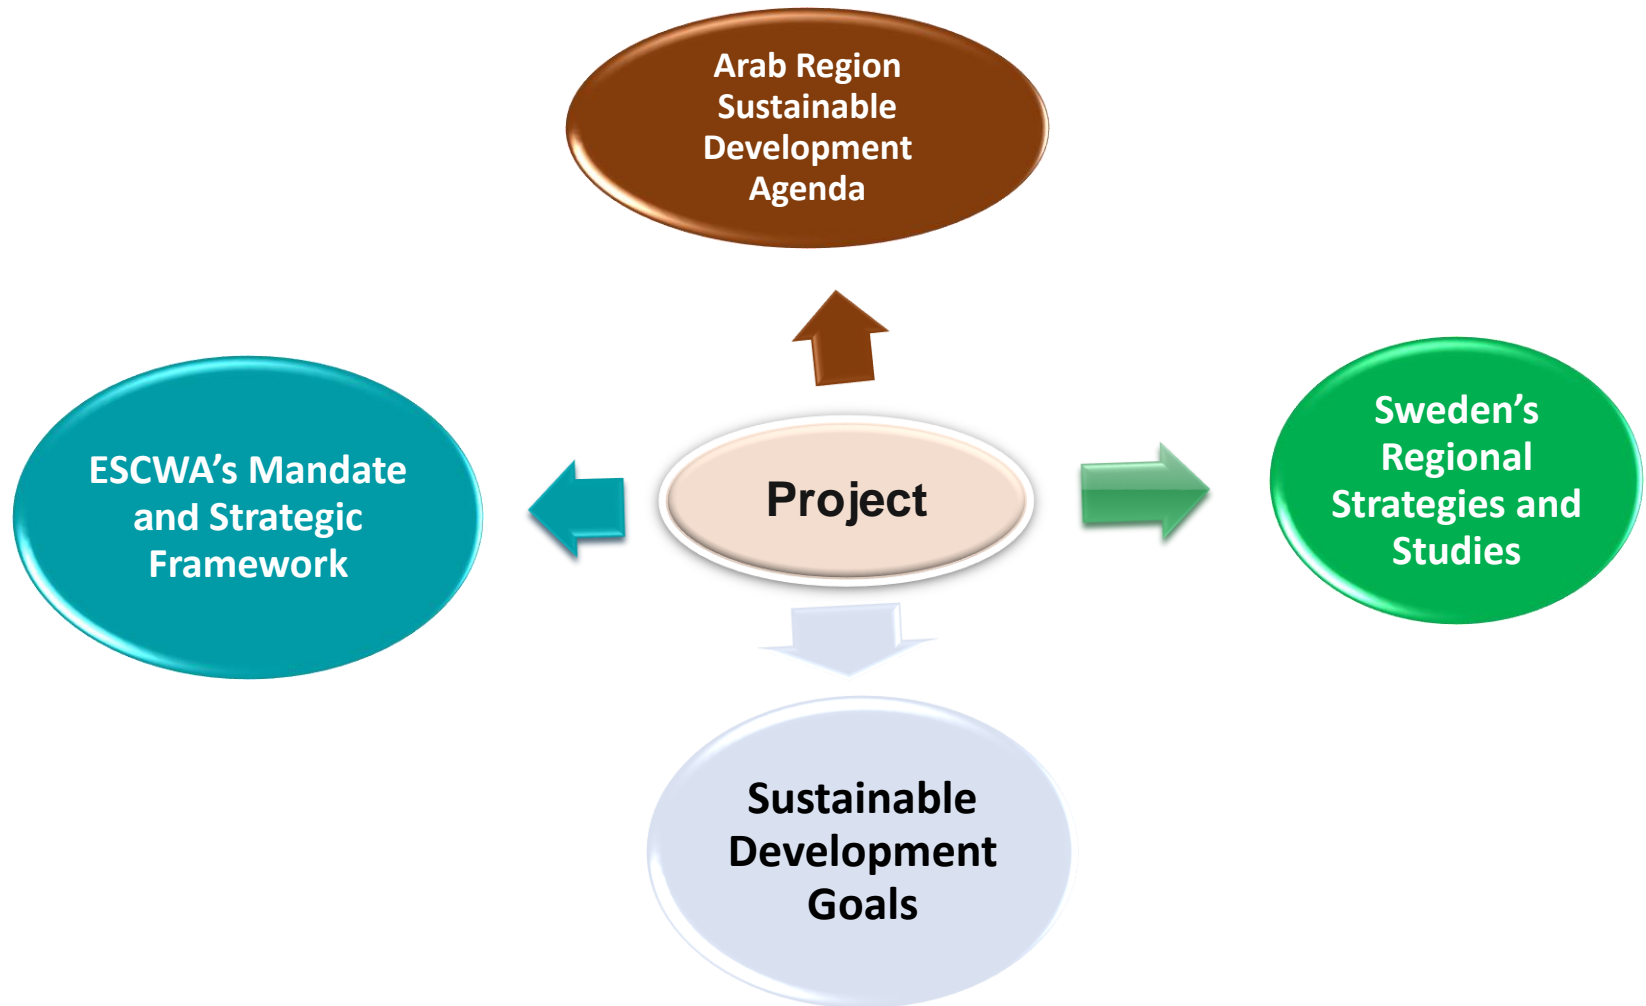 Arab Region
Sustainable
Development
Agenda
ESCWA’s Mandate
and Strategic
Framework
Project
Sweden’s
Regional
Strategies and
Studies
Sustainable
Development
Goals